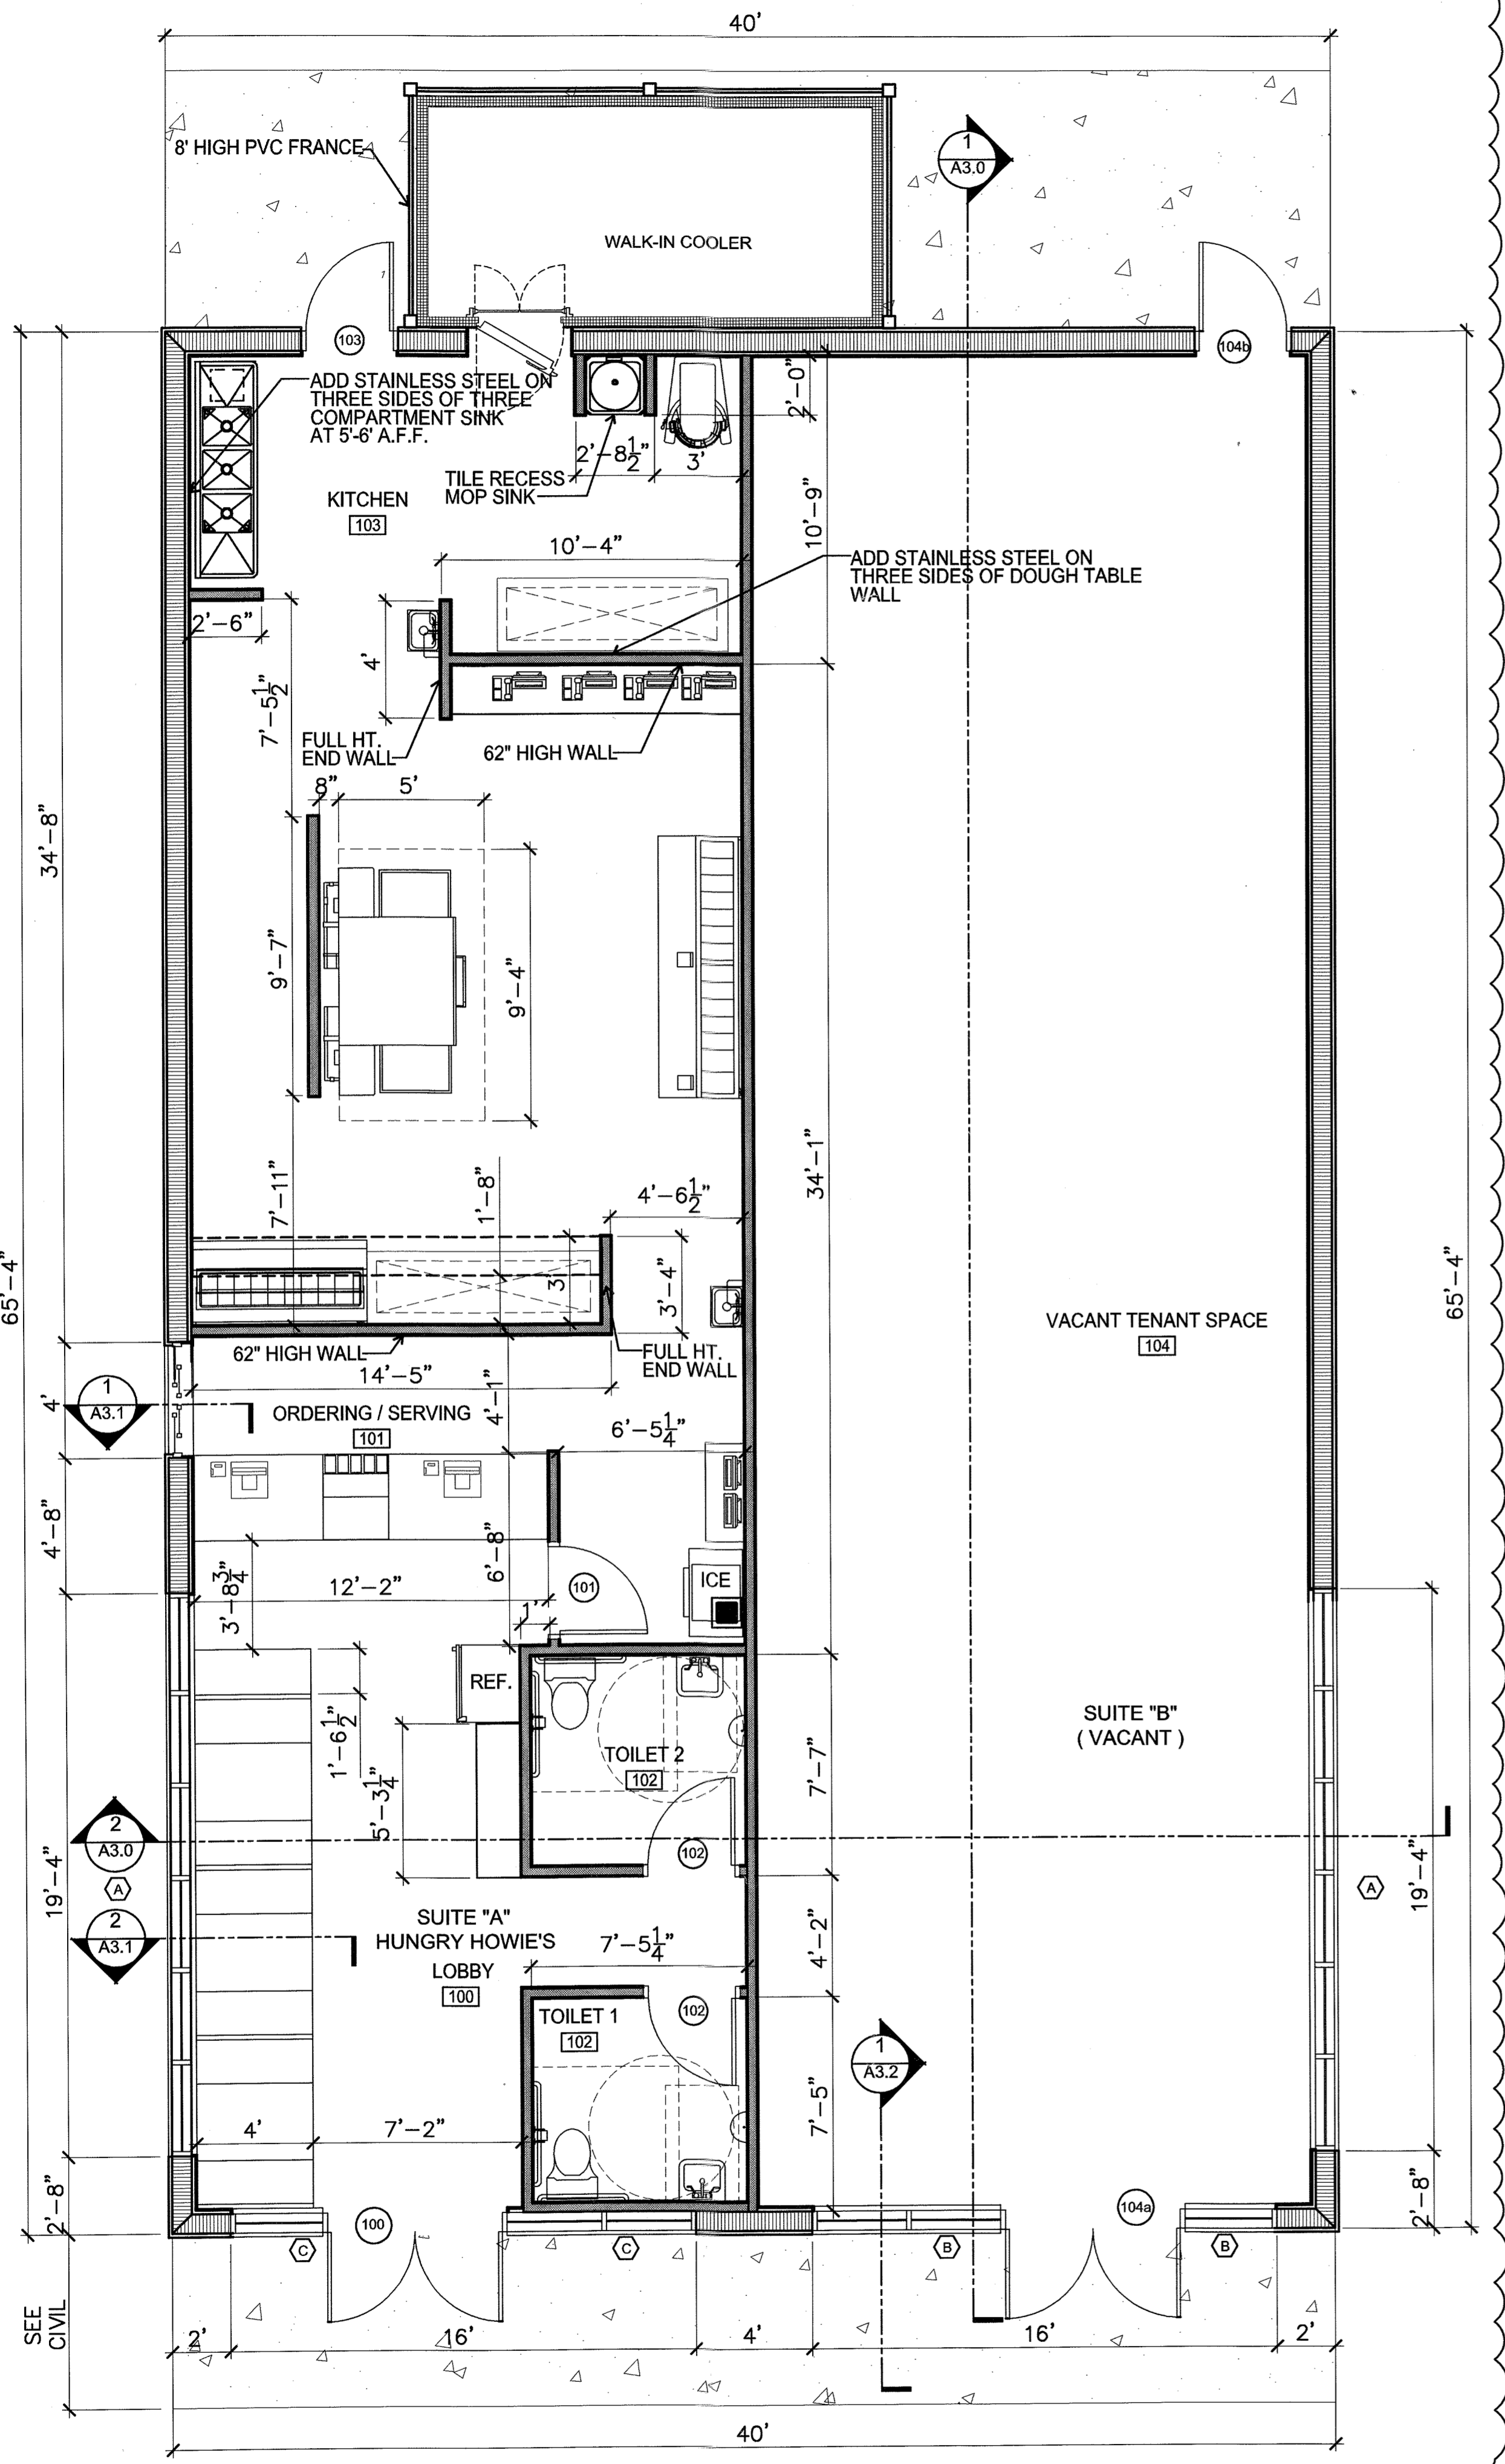 40'
8' HIGH PVC FRANCE
1
A3.0
WALK-IN COOLER
103
104b
ADD STAINLESS STEEL ON
THREE SIDES OF THREE
COMPARTMENT SINK
AT 5'-6' A.F.F.
2'-0"
2'-8 1/2"
3'
TILE RECESS
MOP SINK
KITCHEN
103
10'-9"
10'-4"
ADD STAINLESS STEEL ON
THREE SIDES OF DOUGH TABLE
WALL
2'-6"
4'
7'-5 1/2"
FULL HT.
END WALL
62" HIGH WALL
8"
5'
34'-8"
9'-7"
9'-4"
34'-1"
7'-11"
1'-8"
4'-6 1/2"
3'
3'-4"
65'-4"
65'-4"
VACANT TENANT SPACE
104
62" HIGH WALL
FULL HT.
END WALL
14'-5"
4'
1
A3.1
ORDERING / SERVING
101
4'-1"
6'-5 1/4"
4'-8"
3'-8 3/4"
12'-2"
6'-8"
1'
101
ICE
REF.
1'-6 1/2"
5'-3 1/4"
TOILET 2
102
7'-7"
SUITE "B"
( VACANT )
2
A3.0
102
19'-4"
A
A
19'-4"
2
A3.1
SUITE "A"
HUNGRY HOWIE'S
LOBBY
100
7'-5 1/4"
4'-2"
TOILET 1
102
102
1
A3.2
7'-5"
4'
7'-2"
2'-8"
2'-8"
100
104a
C
C
B
B
SEE
CIVIL
2'
16'
4'
16'
2'
40'